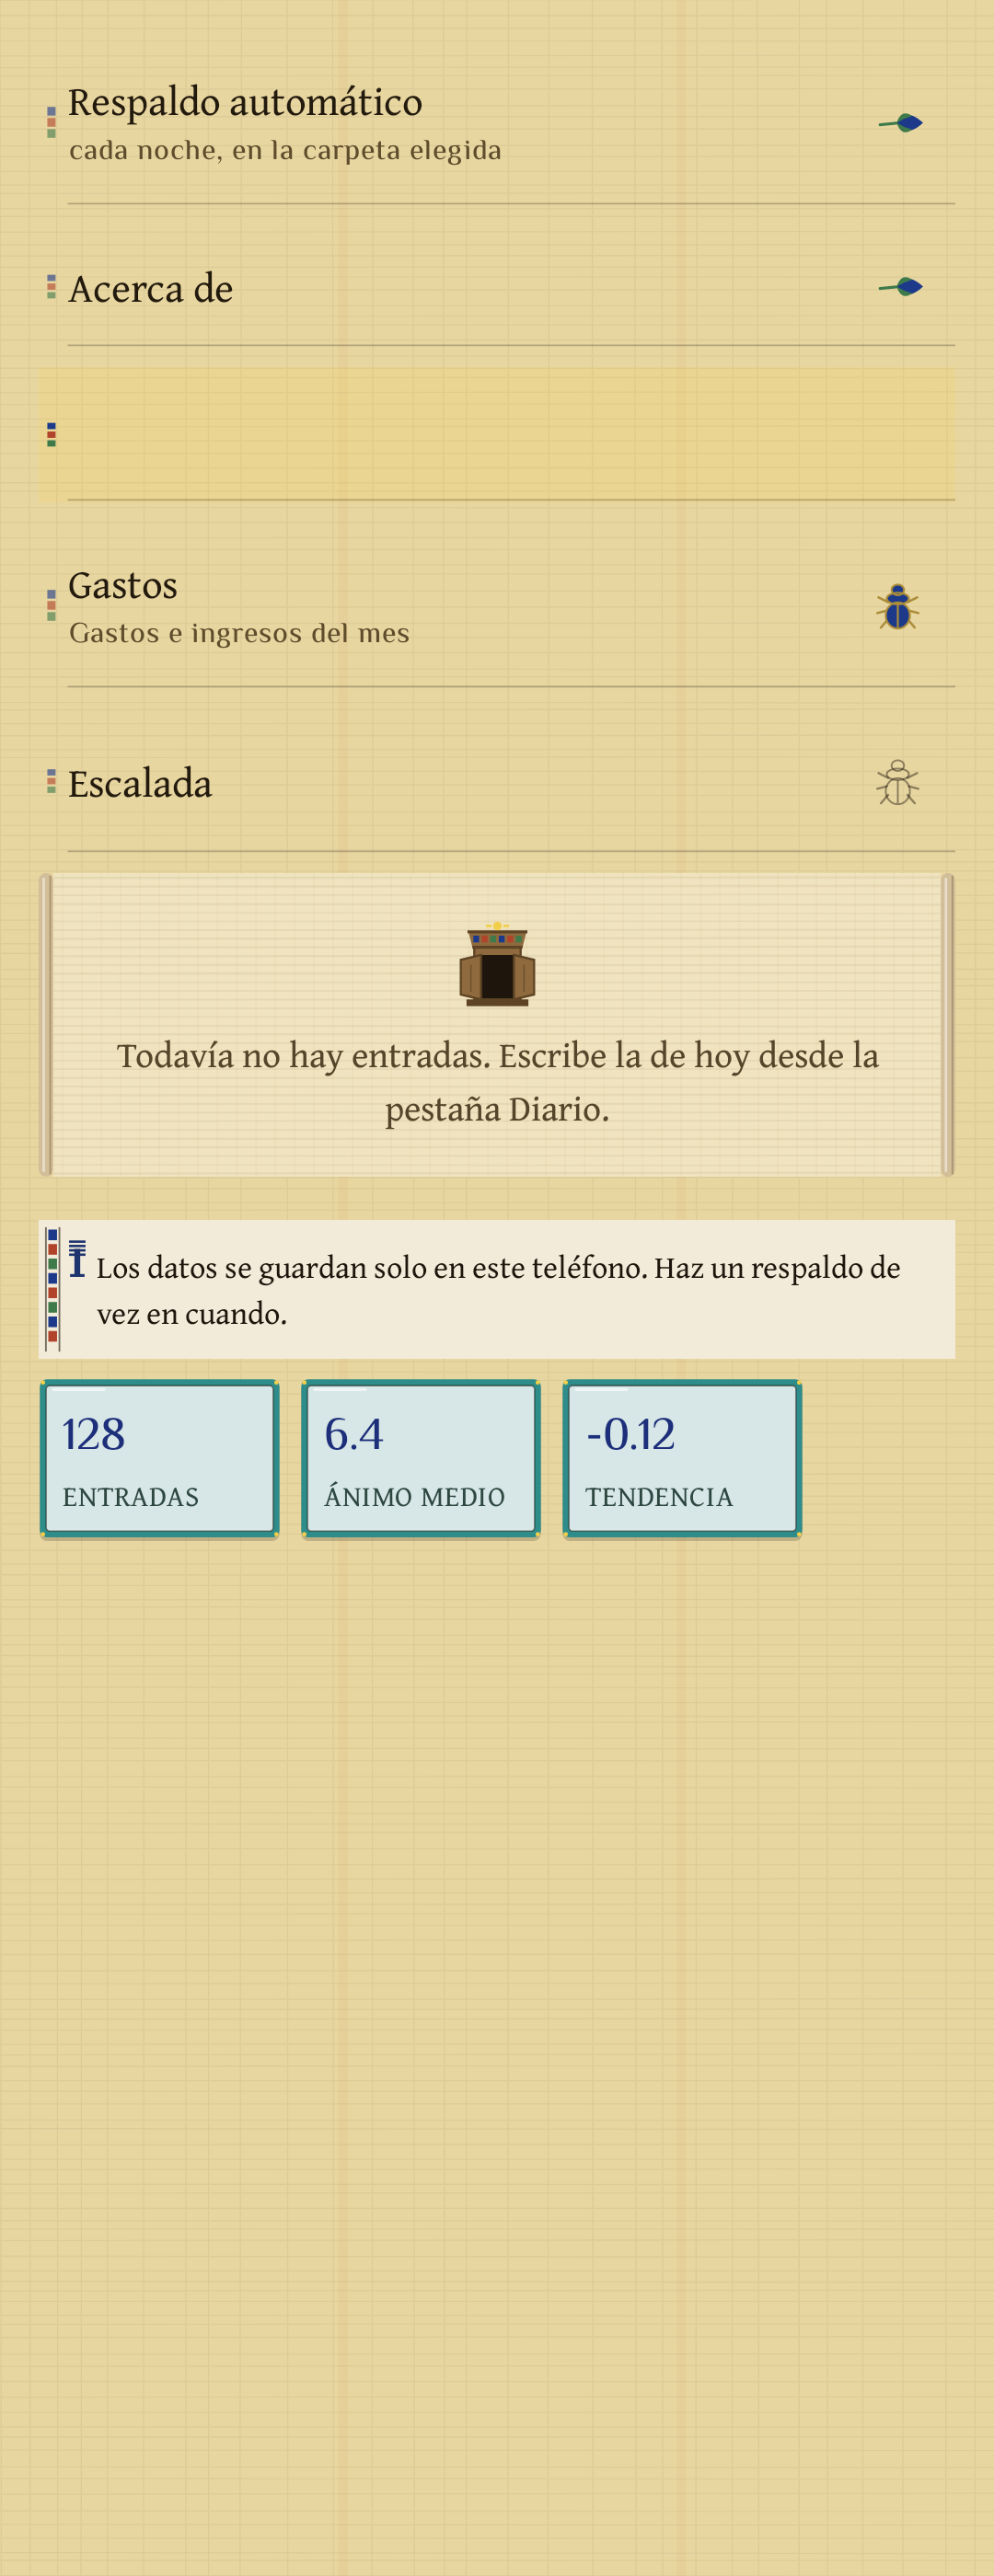 Respaldo automático
cada noche, en la carpeta elegida
Acerca de
Gastos
Gastos e ingresos del mes
Escalada
Todavía no hay entradas. Escribe la de hoy desde la
pestaña Diario.
Los datos se guardan solo en este teléfono. Haz un respaldo de
vez en cuando.
128
ENTRADAS
6.4
ÁNIMO MEDIO
-0.12
TENDENCIA